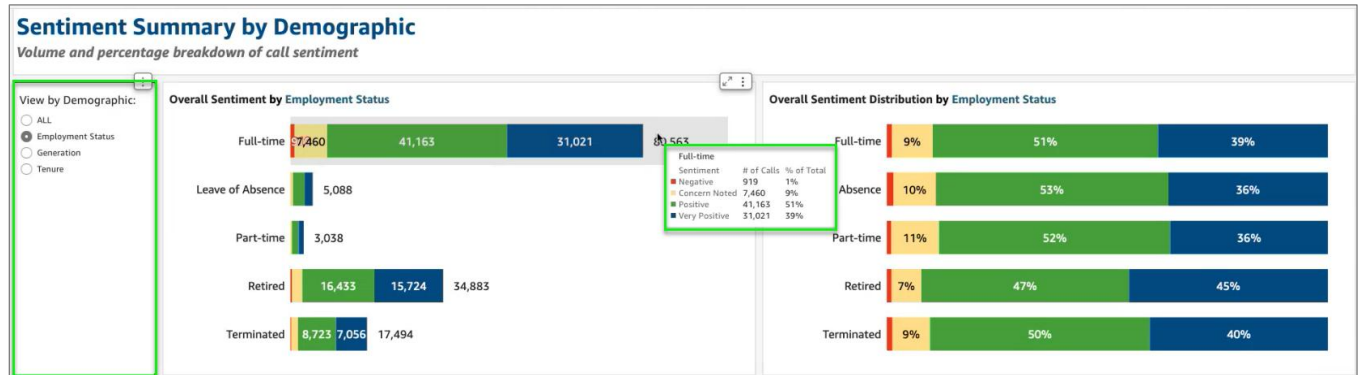 Sentiment Summary by Demographic
Volume and percentage breakdown of call sentiment
View by Demographic:
ALL
Employment Status
Generation
Tenure
Overall Sentiment by Employment Status
Full-time 7,460 41,163 31,021 80,563
Leave of Absence 5,088
Part-time 3,038
Retired 16,433 15,724 34,883
Terminated 8,723 7,056 17,494
Full-time
Sentiment # of Calls % of Total
Negative 919 1%
Concern Noted 7,460 9%
Positive 41,163 51%
Very Positive 31,021 39%
Overall Sentiment Distribution by Employment Status
Full-time 9% 51% 39%
Absence 10% 53% 36%
Part-time 11% 52% 36%
Retired 7% 47% 45%
Terminated 9% 50% 40%